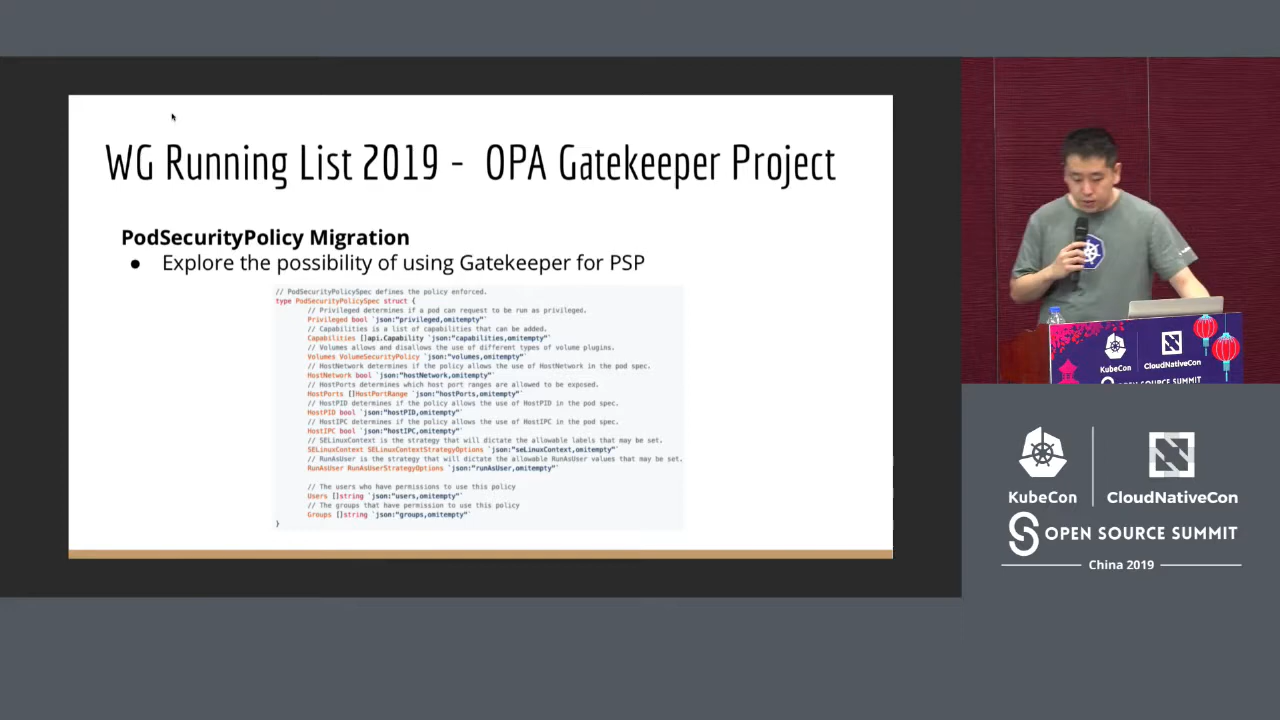 WG Running List 2019 - OPA Gatekeeper Project
PodSecurityPolicy Migration
● Explore the possibility of using Gatekeeper for PSP
// PodSecurityPolicySpec defines the policy enforced.
type PodSecurityPolicySpec struct {
// Privileged determines if a pod can request to be run as privileged.
Privileged bool `json:"privileged,omitempty"`
// Capabilities is a list of capabilities that can be added.
Capabilities []api.Capability `json:"capabilities,omitempty"`
// Volumes allows and disallows the use of different types of volume plugins.
Volumes VolumeSecurityPolicy `json:"volumes,omitempty"`
// HostNetwork determines if the policy allows the use of HostNetwork in the pod spec.
HostNetwork bool `json:"hostNetwork,omitempty"`
// HostPorts determines which host port ranges are allowed to be exposed.
HostPorts []HostPortRange `json:"hostPorts,omitempty"`
// HostPID determines if the policy allows the use of HostPID in the pod spec.
HostPID bool `json:"hostPID,omitempty"`
// HostIPC determines if the policy allows the use of HostIPC in the pod spec.
HostIPC bool `json:"hostIPC,omitempty"`
// SELinuxContext is the strategy that will dictate the allowable labels that may be set.
SELinuxContext SELinuxContextStrategyOptions `json:"seLinuxContext,omitempty"`
// RunAsUser is the strategy that will dictate the allowable RunAsUser values that may be set.
RunAsUser RunAsUserStrategyOptions `json:"runAsUser,omitempty"`
// The users who have permissions to use this policy
Users []string `json:"users,omitempty"`
// The groups that have permission to use this policy
Groups []string `json:"groups,omitempty"`
}
KubeCon CloudNativeCon
OPEN SOURCE SUMMIT
KubeCon CloudNativeCon
OPEN SOURCE SUMMIT
China 2019